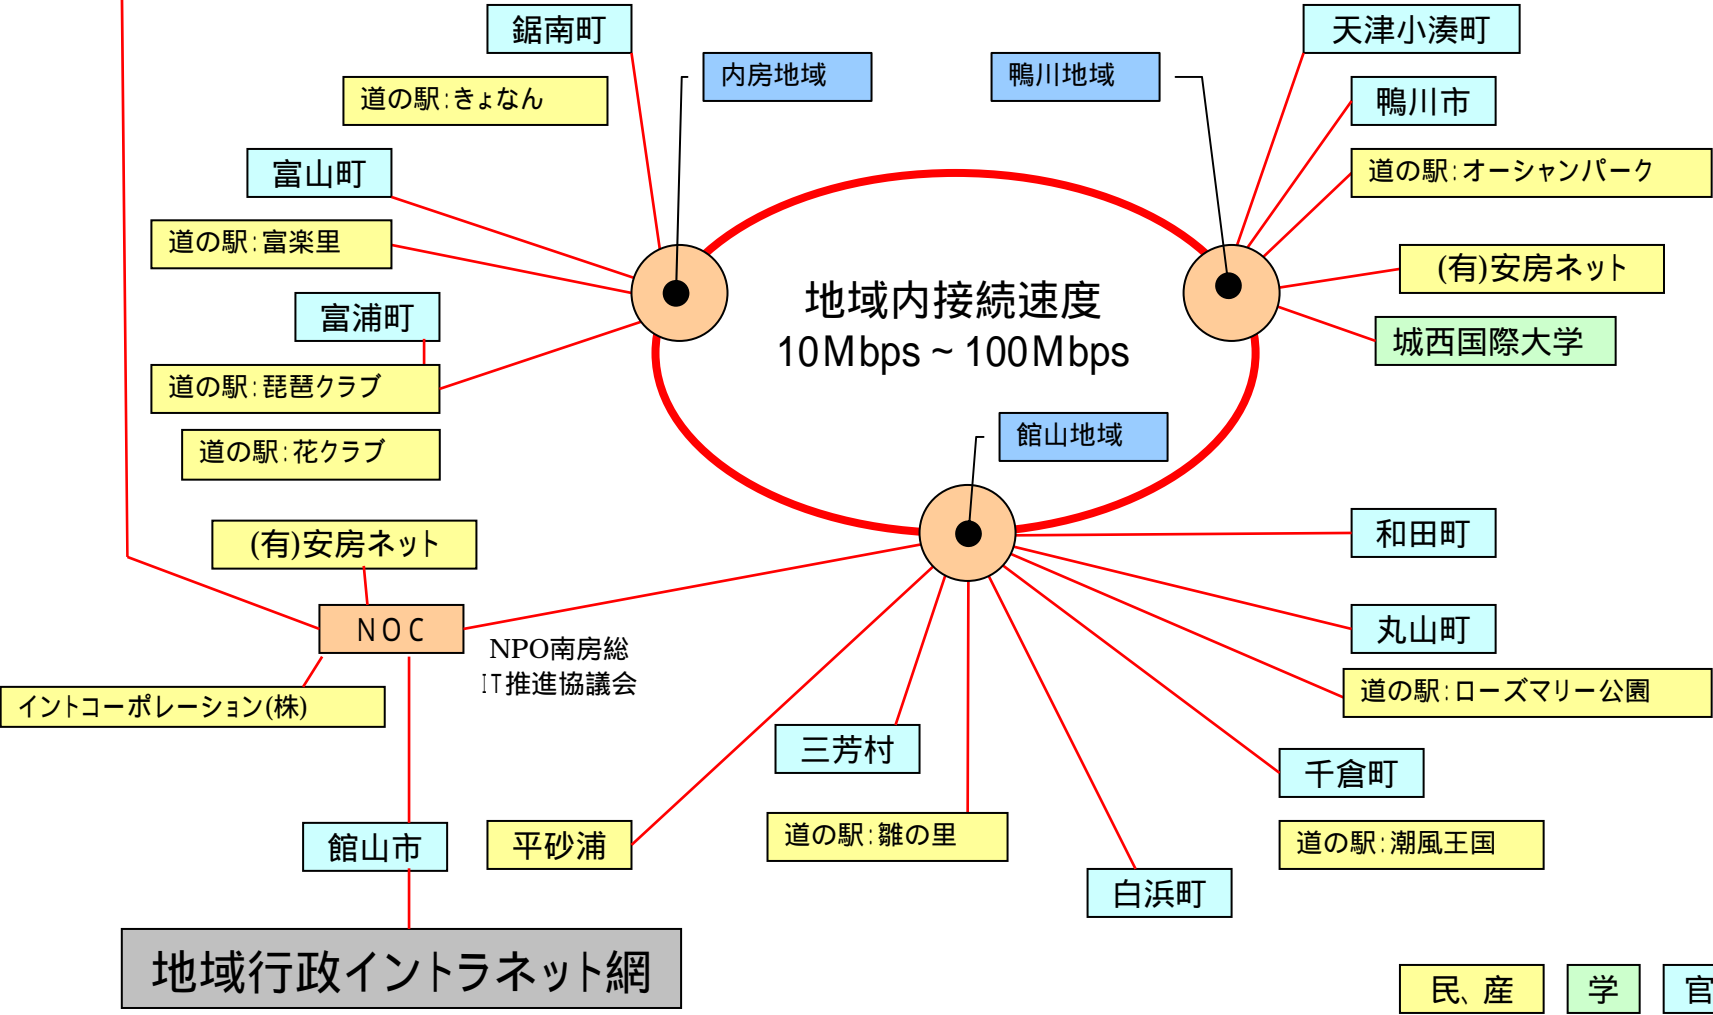 鋸南町
天津小湊町
内房地域
鴨川地域
道の駅:きょなん
鴨川市
富山町
道の駅:オーシャンパーク
道の駅:富楽里
(有)安房ネット
地域内接続速度
10Mbps~100Mbps
富浦町
城西国際大学
道の駅:琵琶クラブ
館山地域
道の駅:花クラブ
(有)安房ネット
和田町
NOC
丸山町
NPO南房総
IT推進協議会
イントコーポレーション(株)
道の駅:ローズマリー公園
三芳村
千倉町
館山市
平砂浦
道の駅:雛の里
道の駅:潮風王国
白浜町
地域行政イントラネット網
民、産
学
官